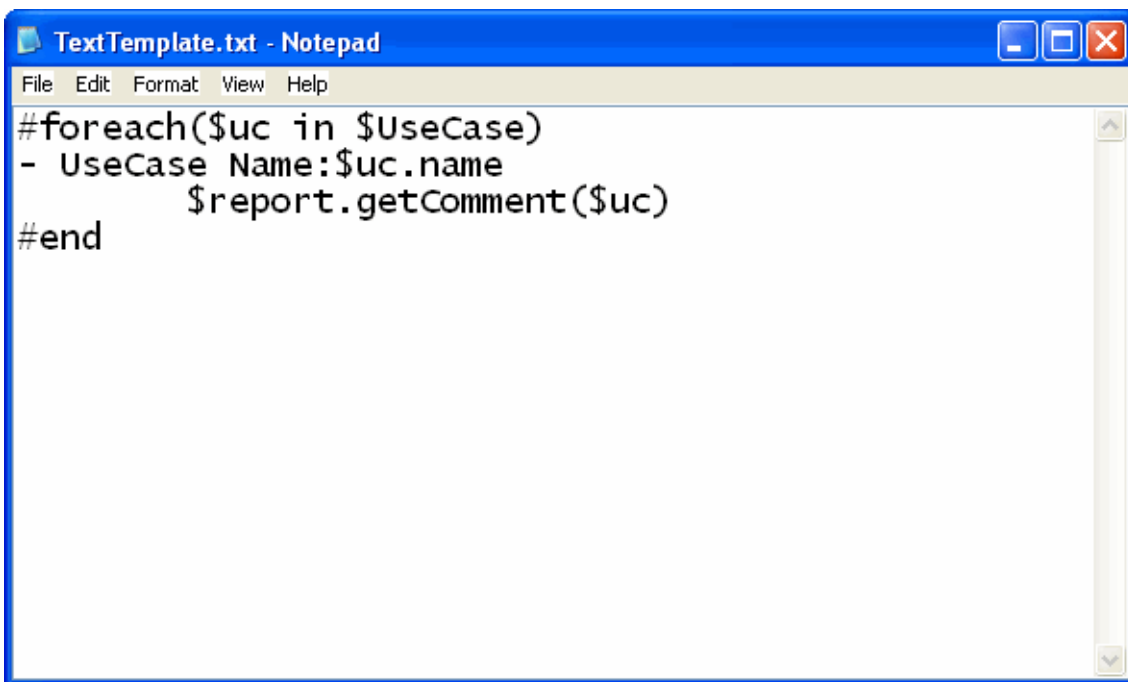 TextTemplate.txt - Notepad
File Edit Format View Help
#foreach($uc in $UseCase)
- UseCase Name:$uc.name
        $report.getComment($uc)
#end